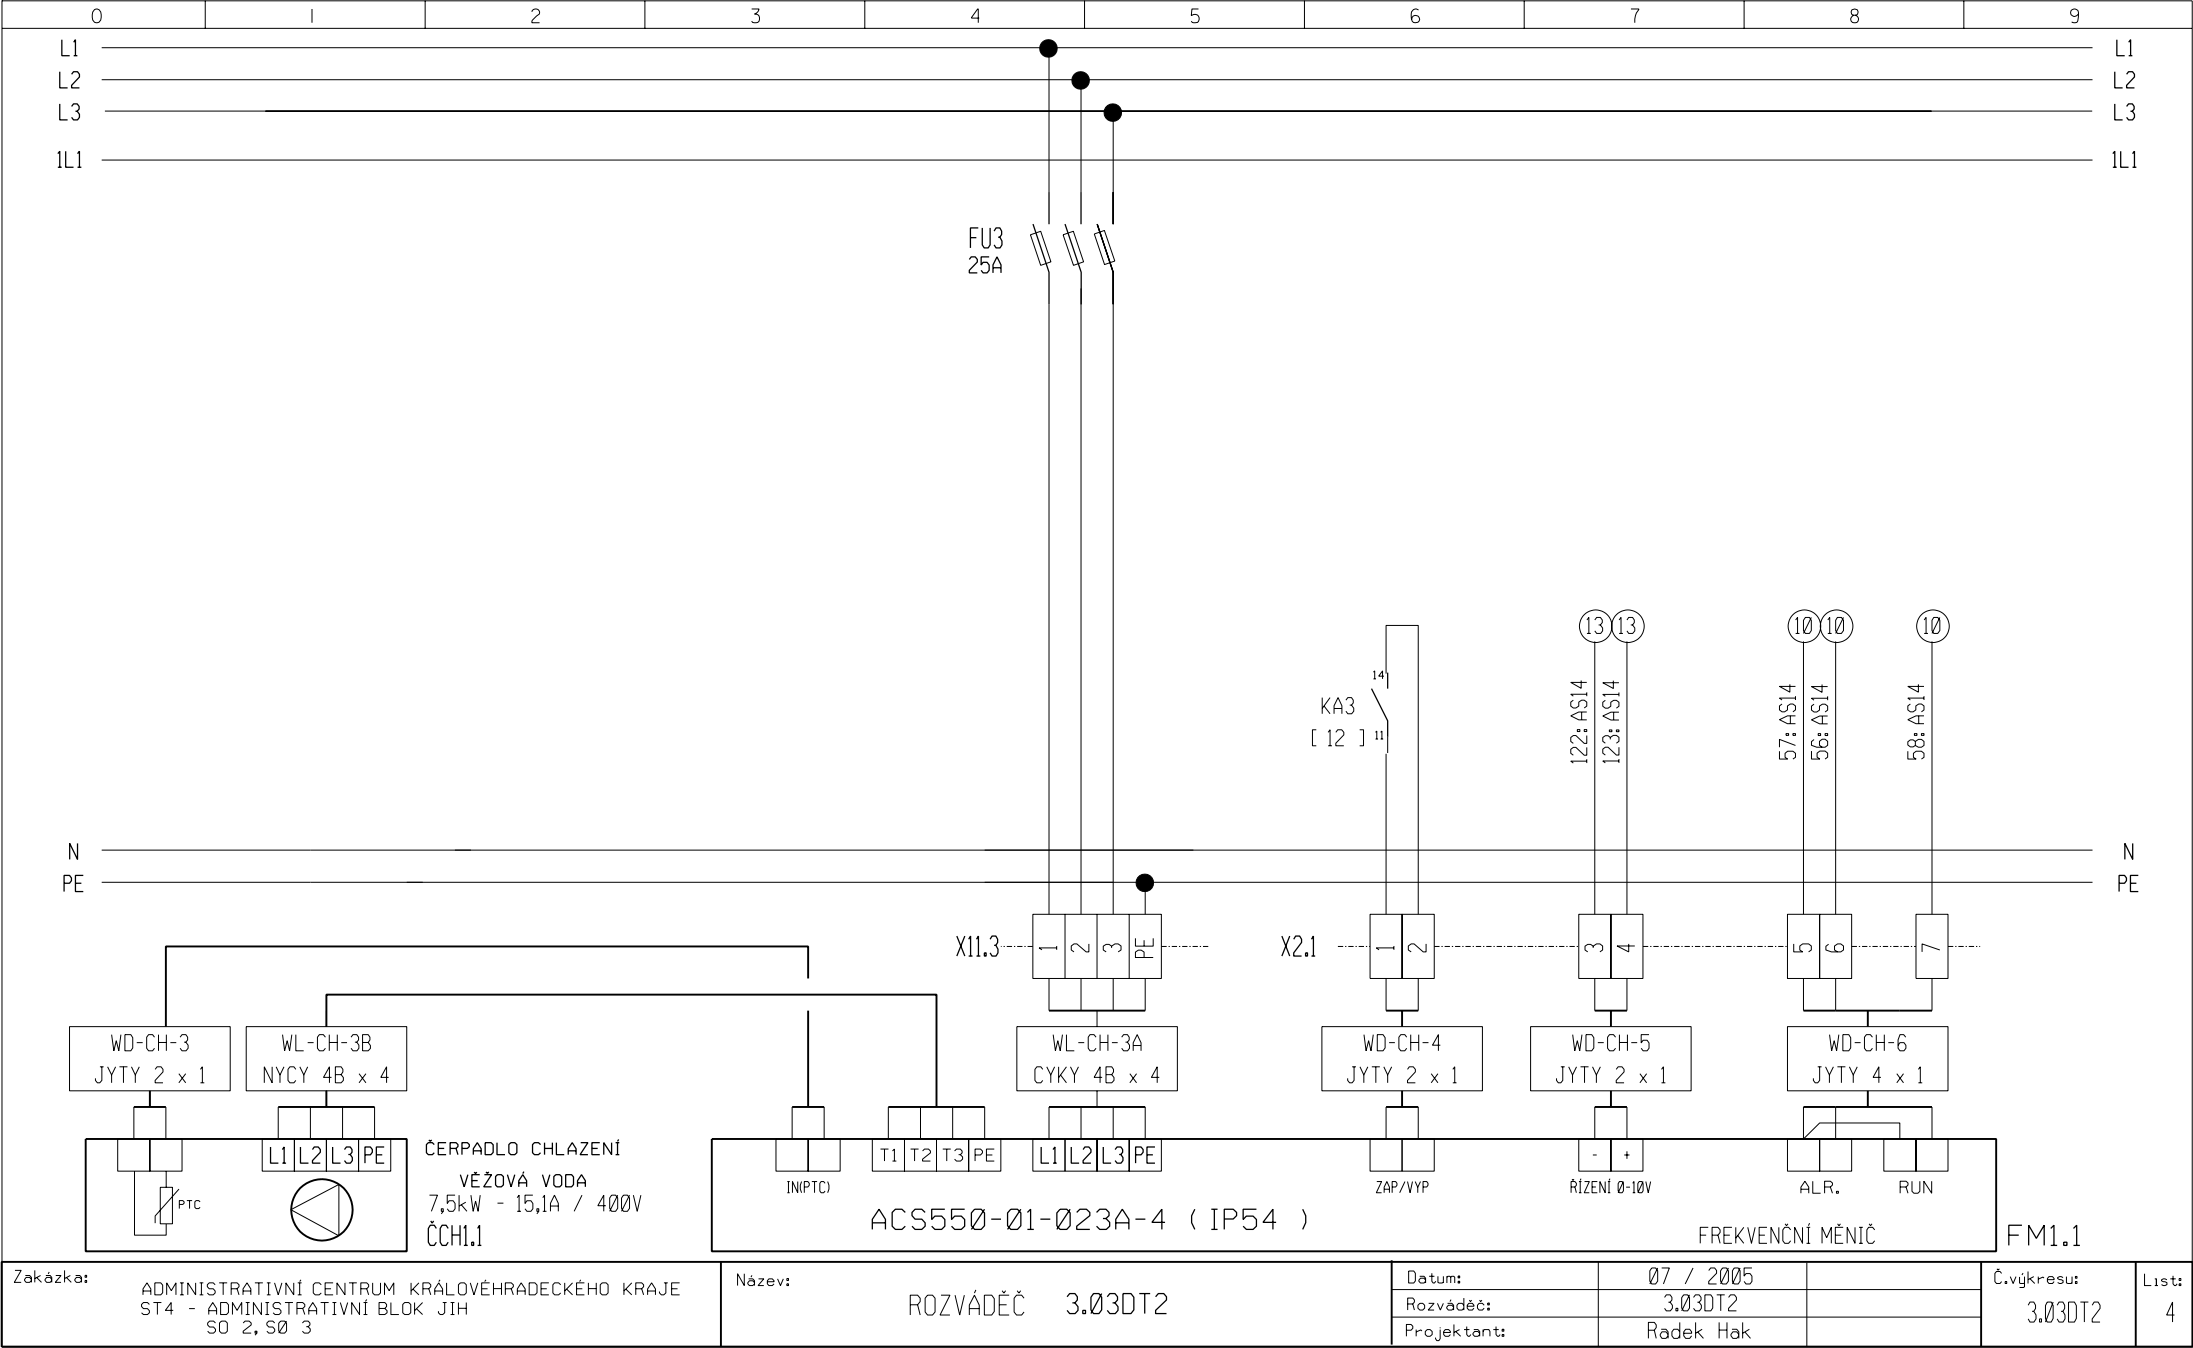 0 1 2 3 4 5 6 7 8 9
L1 L1
L2 L2
L3 L3
1L1 1L1
FU3
25A
13 13 10 10 10
14
KA3
[ 12 ] 11
122:AS14 123:AS14 57:AS14 56:AS14 58:AS14
N N
PE PE
X11.3 1 2 3 PE X2.1 1 2 3 4 5 6 7
WD-CH-3 WL-CH-3B WL-CH-3A WD-CH-4 WD-CH-5 WD-CH-6
JYTY 2 x 1 NYCY 4B x 4 CYKY 4B x 4 JYTY 2 x 1 JYTY 2 x 1 JYTY 4 x 1
L1 L2 L3 PE T1 T2 T3 PE L1 L2 L3 PE - +
ČERPADLO CHLAZENÍ
VĚŽOVÁ VODA
7,5kW - 15,1A / 400V
ČCH1.1
PTC
IN(PTC) ZAP/VYP ŘÍZENÍ 0-10V ALR. RUN
ACS550-01-023A-4 ( IP54 )
FREKVENČNÍ MĚNIČ
FM1.1
Zakázka:
ADMINISTRATIVNÍ CENTRUM KRÁLOVÉHRADECKÉHO KRAJE
ST4 - ADMINISTRATIVNÍ BLOK JIH
SO 2, SO 3
Název:
ROZVÁDĚČ 3.03DT2
Datum: 07 / 2005
Rozváděč: 3.03DT2
Projektant: Radek Hak
Č.výkresu:
3.03DT2
List:
4